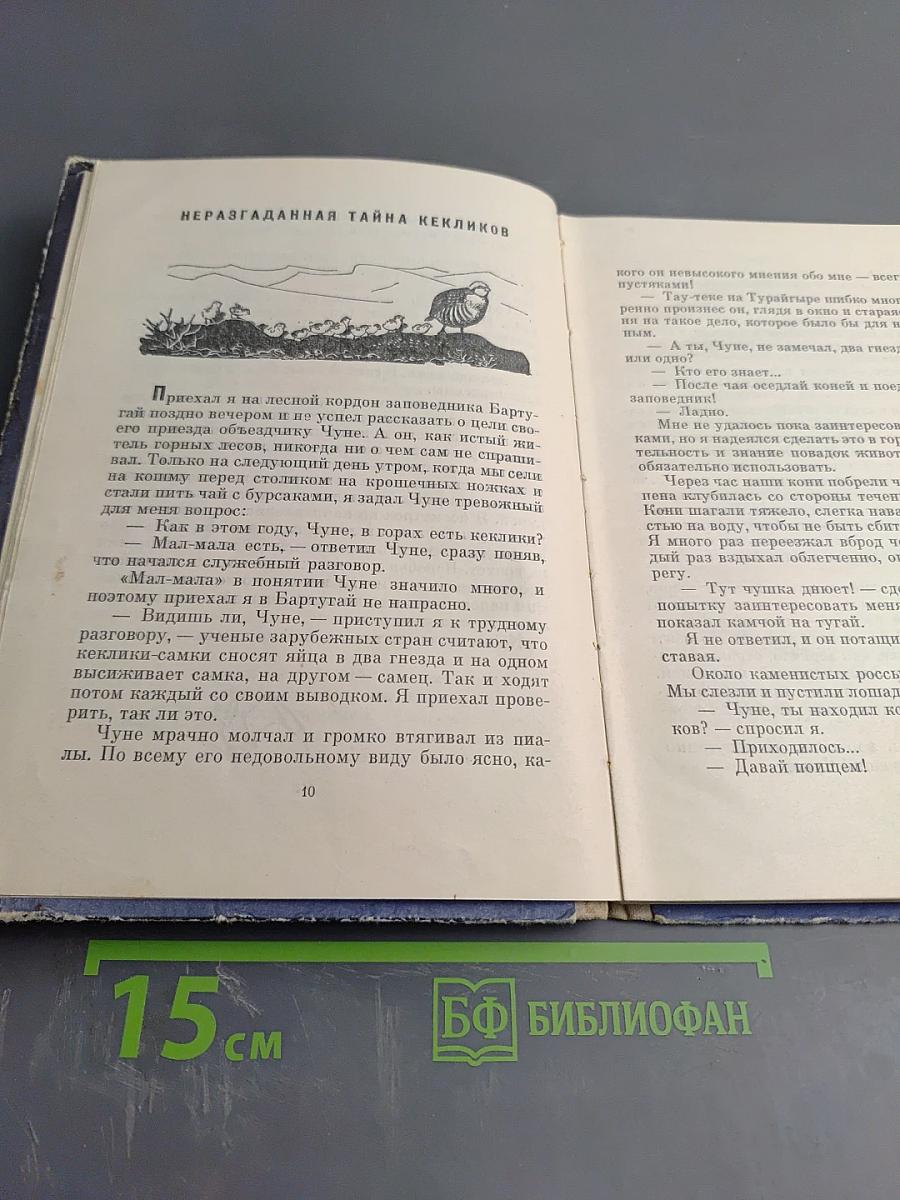 НЕРАЗГАДАННАЯ ТАЙНА КЕКЛИКОВ
Приехал я на лесной кордон заповедника Барту-
гай поздно вечером и не успел рассказать о цели сво-
его приезда объездчику Чуне. А он, как истый жи-
тель горных лесов, никогда ни о чем сам не спраши-
вал. Только на следующий день утром, когда мы сели
на кошму перед столиком на крошечных ножках и
стали пить чай с бурсаками, я задал Чуне тревожный
для меня вопрос:
— Как в этом году, Чуне, в горах есть кеклики?
— Мал-мала есть, — ответил Чуне, сразу поняв,
что начался служебный разговор.
«Мал-мала» в понятии Чуне значило много, и
поэтому приехал я в Бартугай не напрасно.
— Видишь ли, Чуне, — приступил я к трудному
разговору, — ученые зарубежных стран считают, что
кеклики-самки сносят яйца в два гнезда и на одном
высиживает самка, на другом — самец. Так и ходят
потом каждый со своим выводком. Я приехал прове-
рить, так ли это.
Чуне мрачно молчал и громко втягивал из пиа-
лы. По всему его недовольному виду было ясно, ка-
10
кого он невысокого мнения обо мне — всег
пустяками!
— Тау-теке на Турайгыре шибко мног
ренно произнес он, глядя в окно и стараяс
ня на такое дело, которое было бы для н
ным.
— А ты, Чуне, не замечал, два гнезд
или одно?
— Кто его знает...
— После чая оседлай коней и поед
заповедник!
— Ладно.
Мне не удалось пока заинтересов
ками, но я надеялся сделать это в гор
тельность и знание повадок живот
обязательно использовать.
Через час наши кони побрели ч
пена клубилась со стороны течен
Кони шагали тяжело, слегка нава
стью на воду, чтобы не быть сбит
Я много раз переезжал вброд че
дый раз вздыхал облегченно, ог
регу.
— Тут чушка днюет! — сде
попытку заинтересовать меня
показал камчой на тугай.
Я не ответил, и он потащи
ставая.
Около каменистых россы
Мы слезли и пустили лошад
— Чуне, ты находил ко
ков? — спросил я.
— Приходилось...
— Давай поищем!
15 см
БФ БИБЛИОФАН